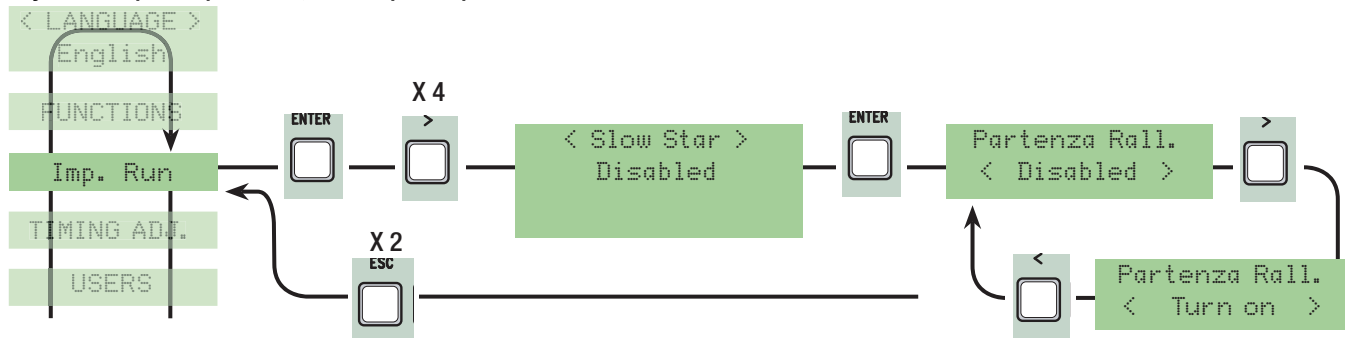 < LANGUAGE >
English
FUNCTIONS
Imp. Run
TIMING ADJ.
USERS
ENTER
X 4
>
< Slow Star >
Disabled
ENTER
Partenza Rall.
< Disabled >
>
X 2
ESC
<
Partenza Rall.
< Turn on >